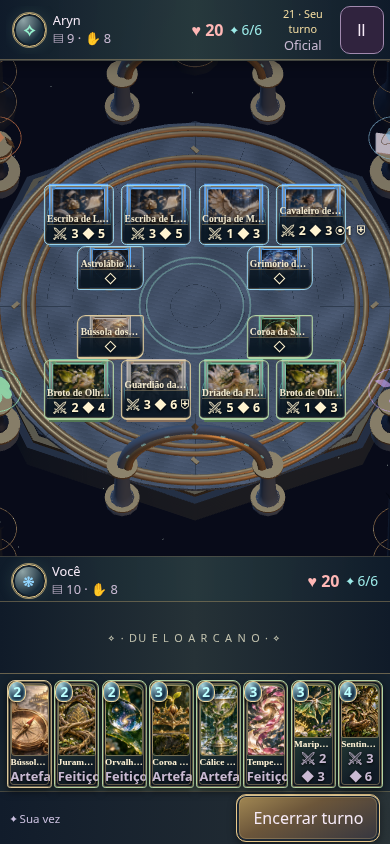 Aryn
9 · 8
20 6/6
21 · Seu turno
Oficial
II
Escriba de L… Escriba de L… Coruja de M… Cavaleiro de…
3 5 3 5 1 3 2 3 1
Astrolábio … Grimório d…
Bússola dos… Coroa da S…
Broto de Olh… Guardião da… Dríade da Fl… Broto de Olh…
2 4 3 6 5 6 1 3
Você
10 · 8
20 6/6
· D U E L O A R C A N O ·
2 2 2 3 2 3 3 4
Bússol… Juram… Orvalh… Coroa … Cálice … Tempe… Marip… Sentin…
Artefa Feitiço Feitiço Artefa Artefa Feitiço 2 3
3 6
Sua vez
Encerrar turno